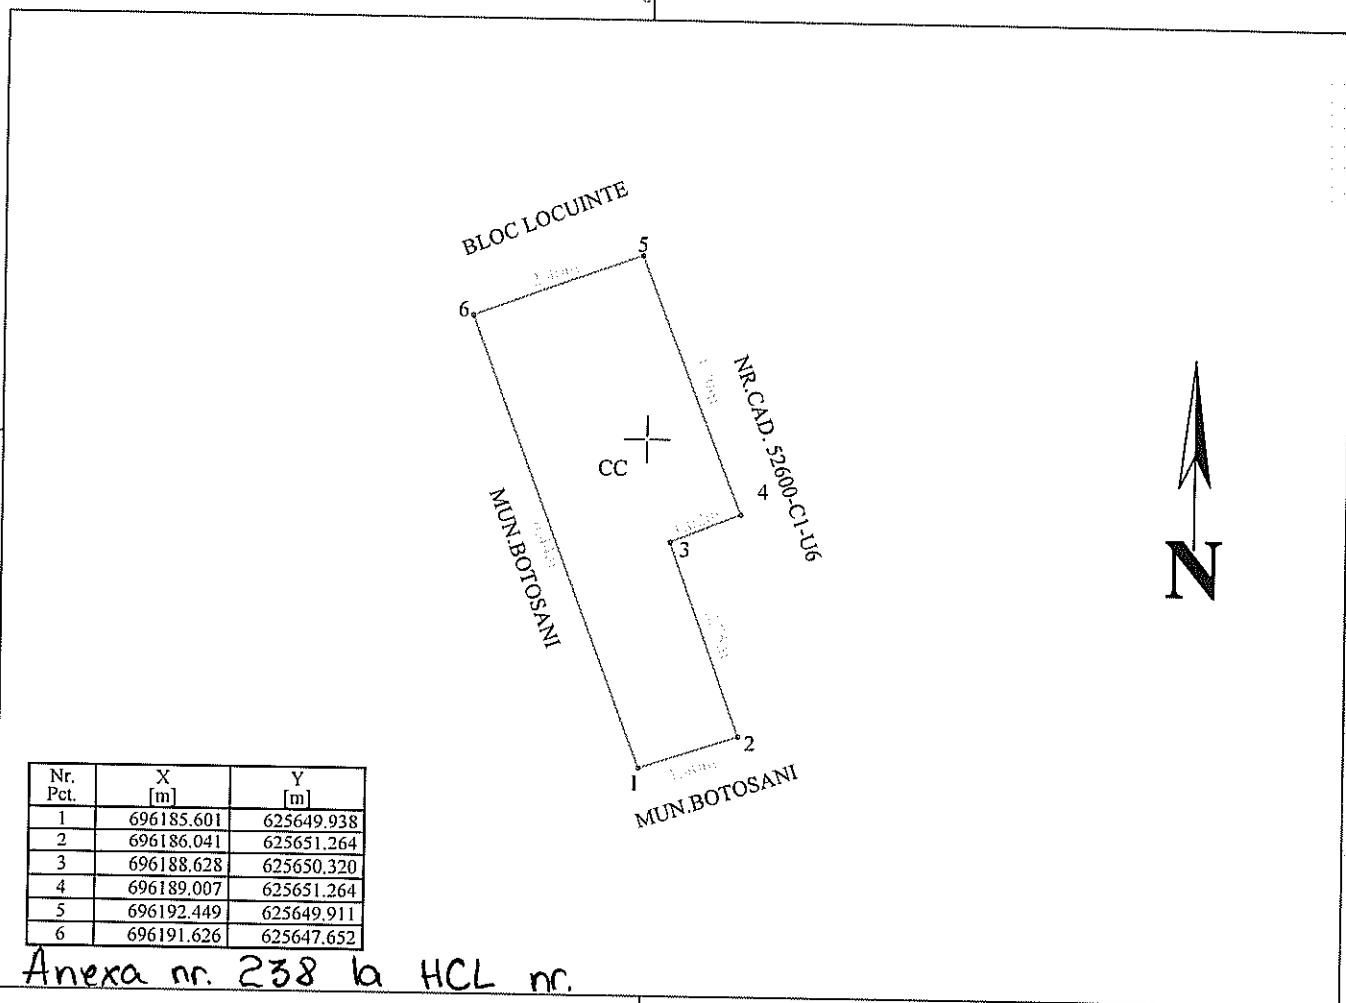 BLOC LOCUINTE
5
6
NR.CAD. 52600-C1-U6
CC
4
MUN.BOTOSANI
3
N
2
1
MUN.BOTOSANI
Nr. Pct. X [m] Y [m]
1 696185.601 625649.938
2 696186.041 625651.264
3 696188.628 625650.320
4 696189.007 625651.264
5 696192.449 625649.911
6 696191.626 625647.652
Anexa nr. 238 la HCL nr.